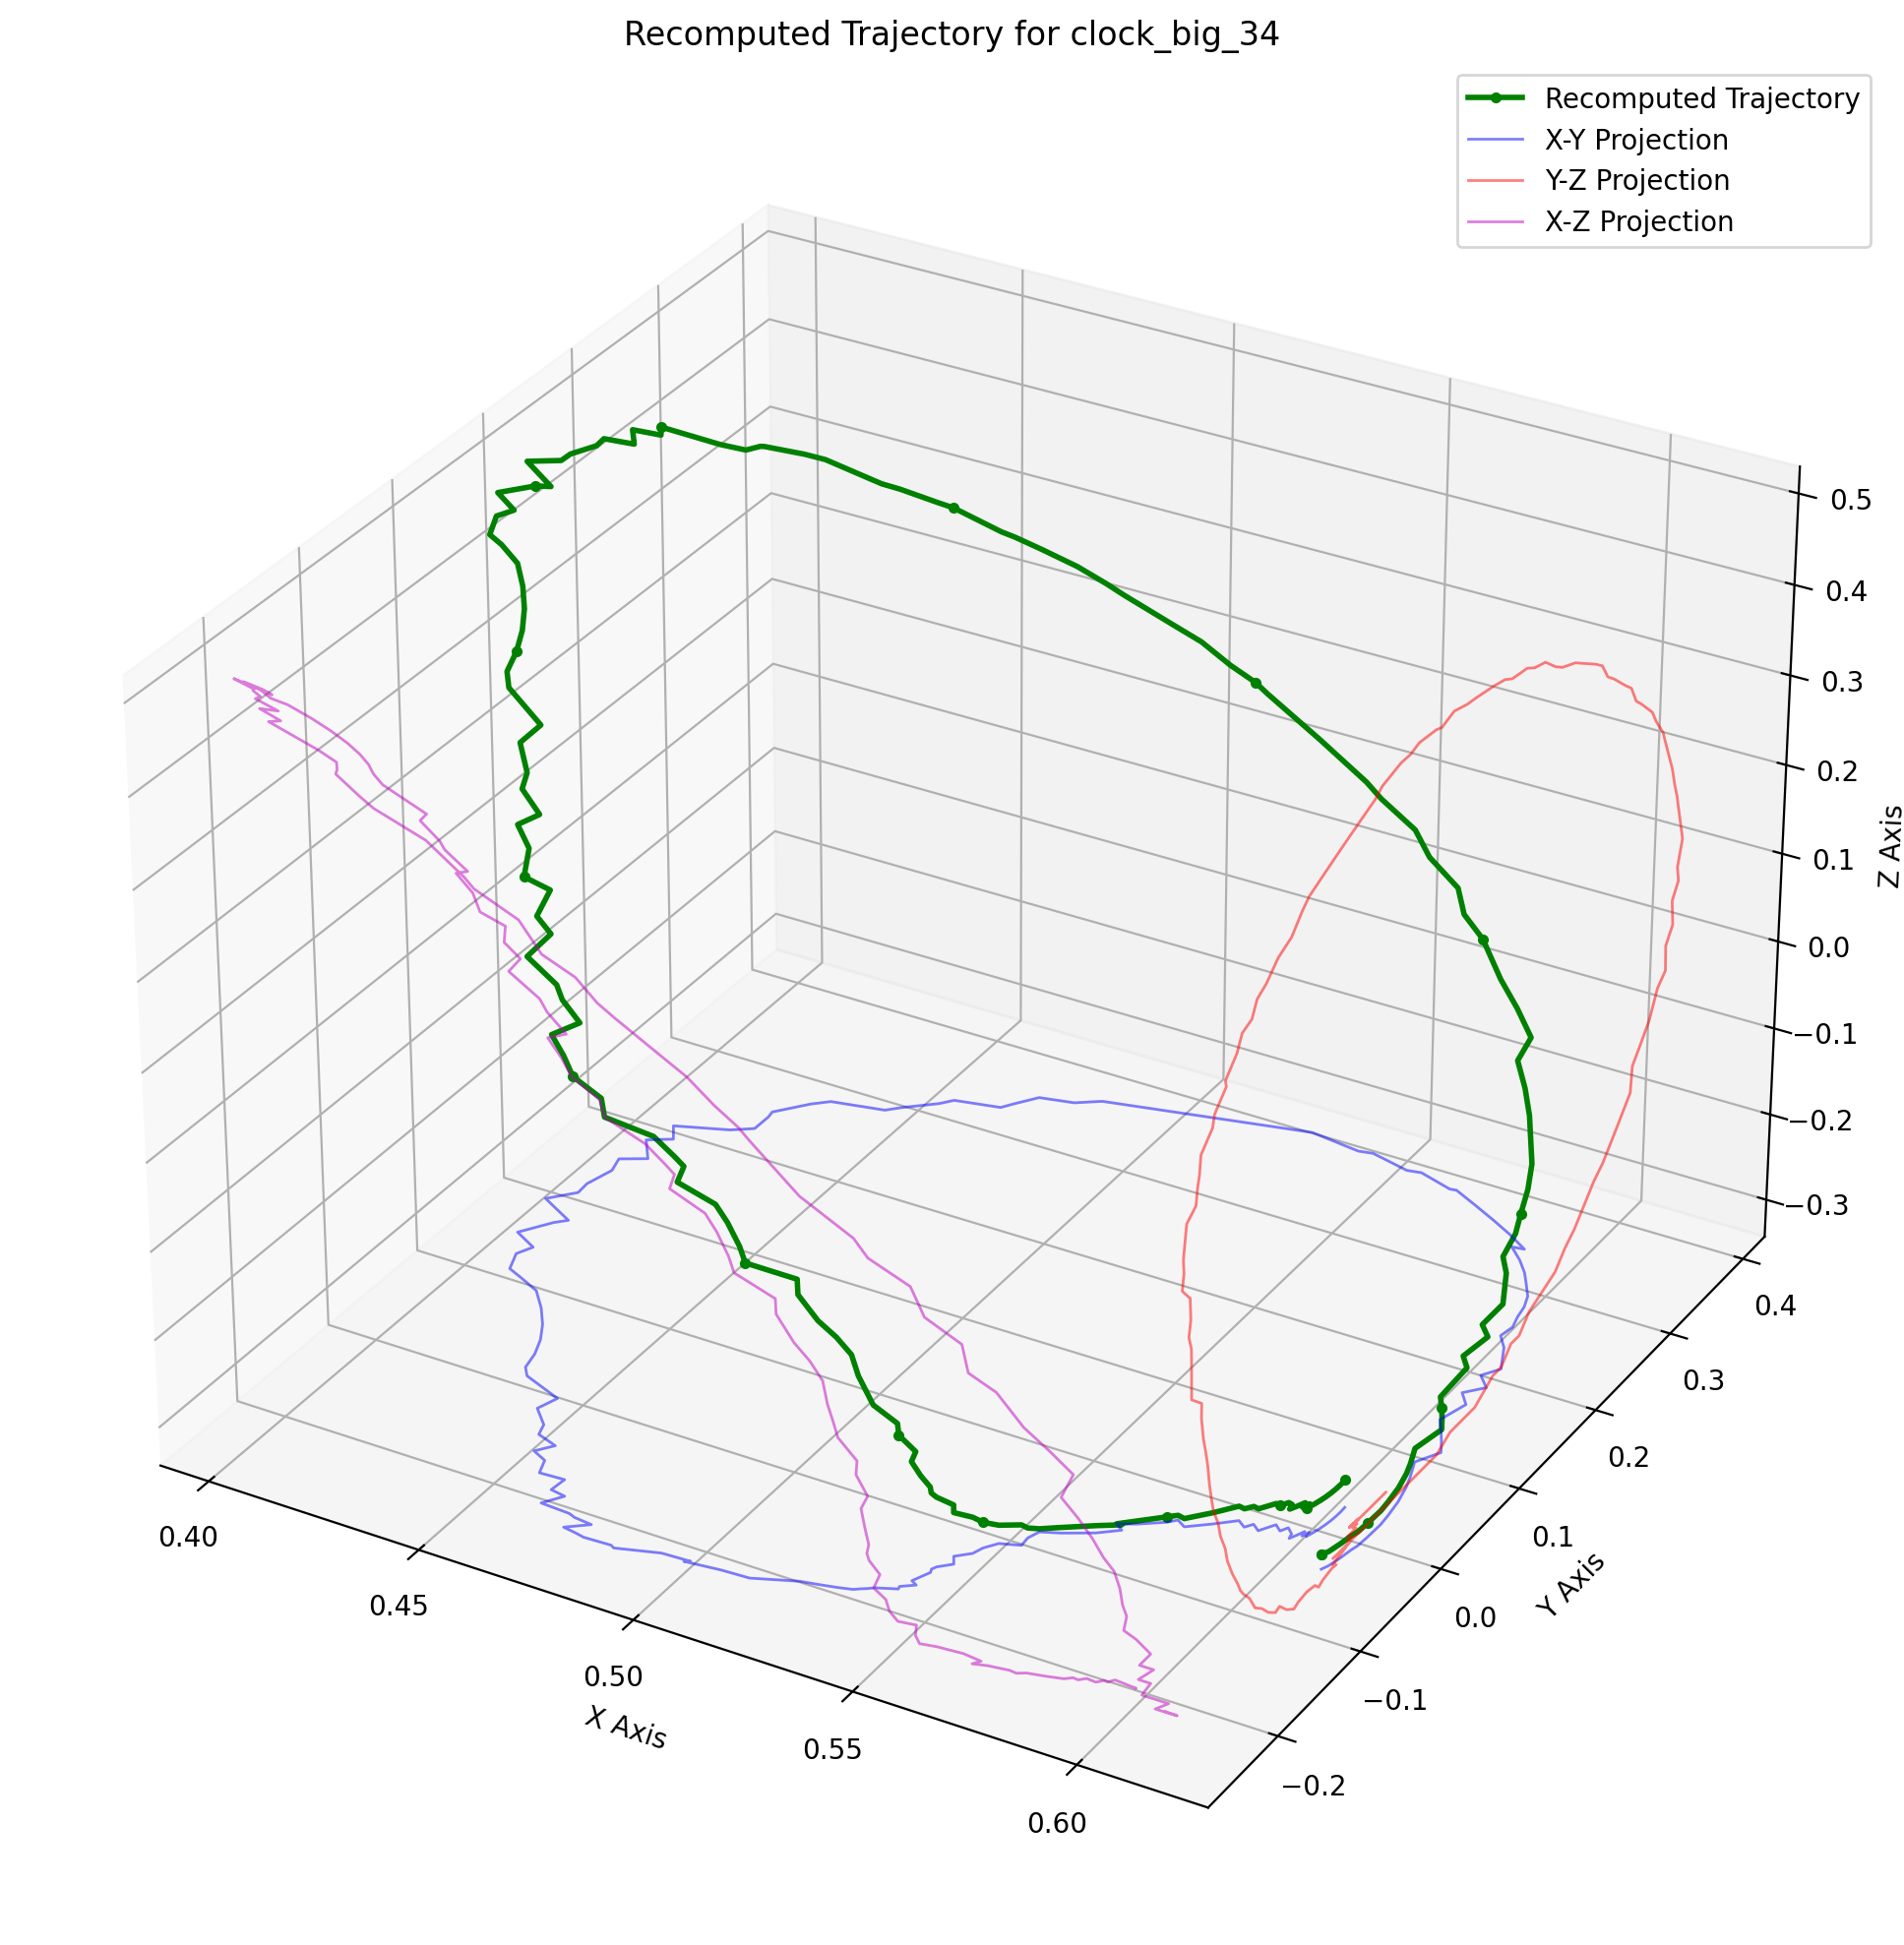 Recomputed Trajectory for clock_big_34
Recomputed Trajectory
X-Y Projection
Y-Z Projection
X-Z Projection
0.5
0.4
0.3
0.2
0.1
0.0
−0.1
−0.2
−0.3
Z Axis
0.4
0.3
0.2
0.1
0.0
−0.1
−0.2
Y Axis
0.40
0.45
0.50
0.55
0.60
X Axis